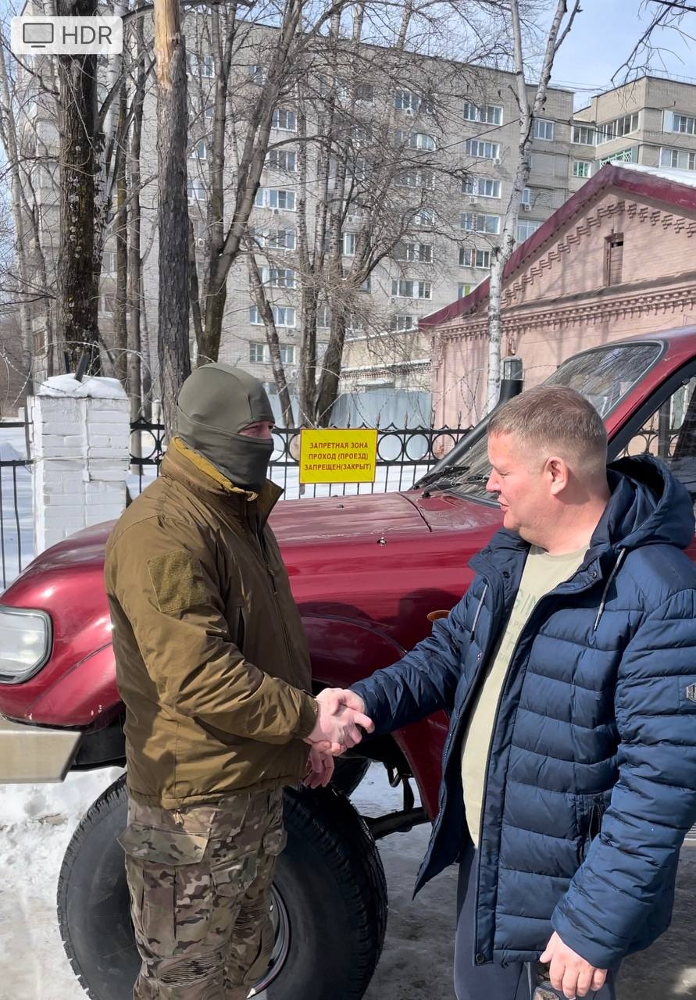 HDR
ЗАПРЕТНАЯ ЗОНА
ПРОХОД (ПРОЕЗД)
ЗАПРЕЩЕН(ЗАКРЫТ)